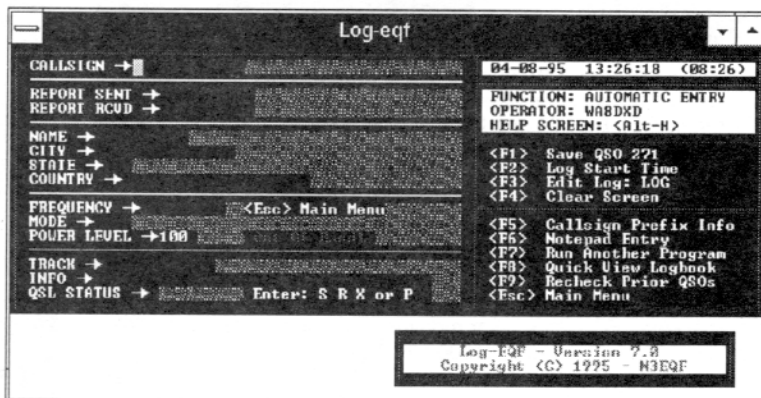 Log-eqf
CALLSIGN →
REPORT SENT →
REPORT RCVD →
NAME →
CITY →
STATE →
COUNTRY →
FREQUENCY → <Esc> Main Menu
MODE →
POWER LEVEL →100
TRACK →
INFO →
QSL STATUS → Enter: S R X or P
04-08-95 13:26:18 (08:26)
FUNCTION: AUTOMATIC ENTRY
OPERATOR: WA8DXD
HELP SCREEN: <Alt-H>
<F1> Save QSO 271
<F2> Log Start Time
<F3> Edit Log: LOG
<F4> Clear Screen
<F5> Callsign Prefix Info
<F6> Notepad Entry
<F7> Run Another Program
<F8> Quick View Logbook
<F9> Recheck Prior QSOs
<Esc> Main Menu
Log-EQF - Version 7.0
Copyright (C) 1995 - N3EQF